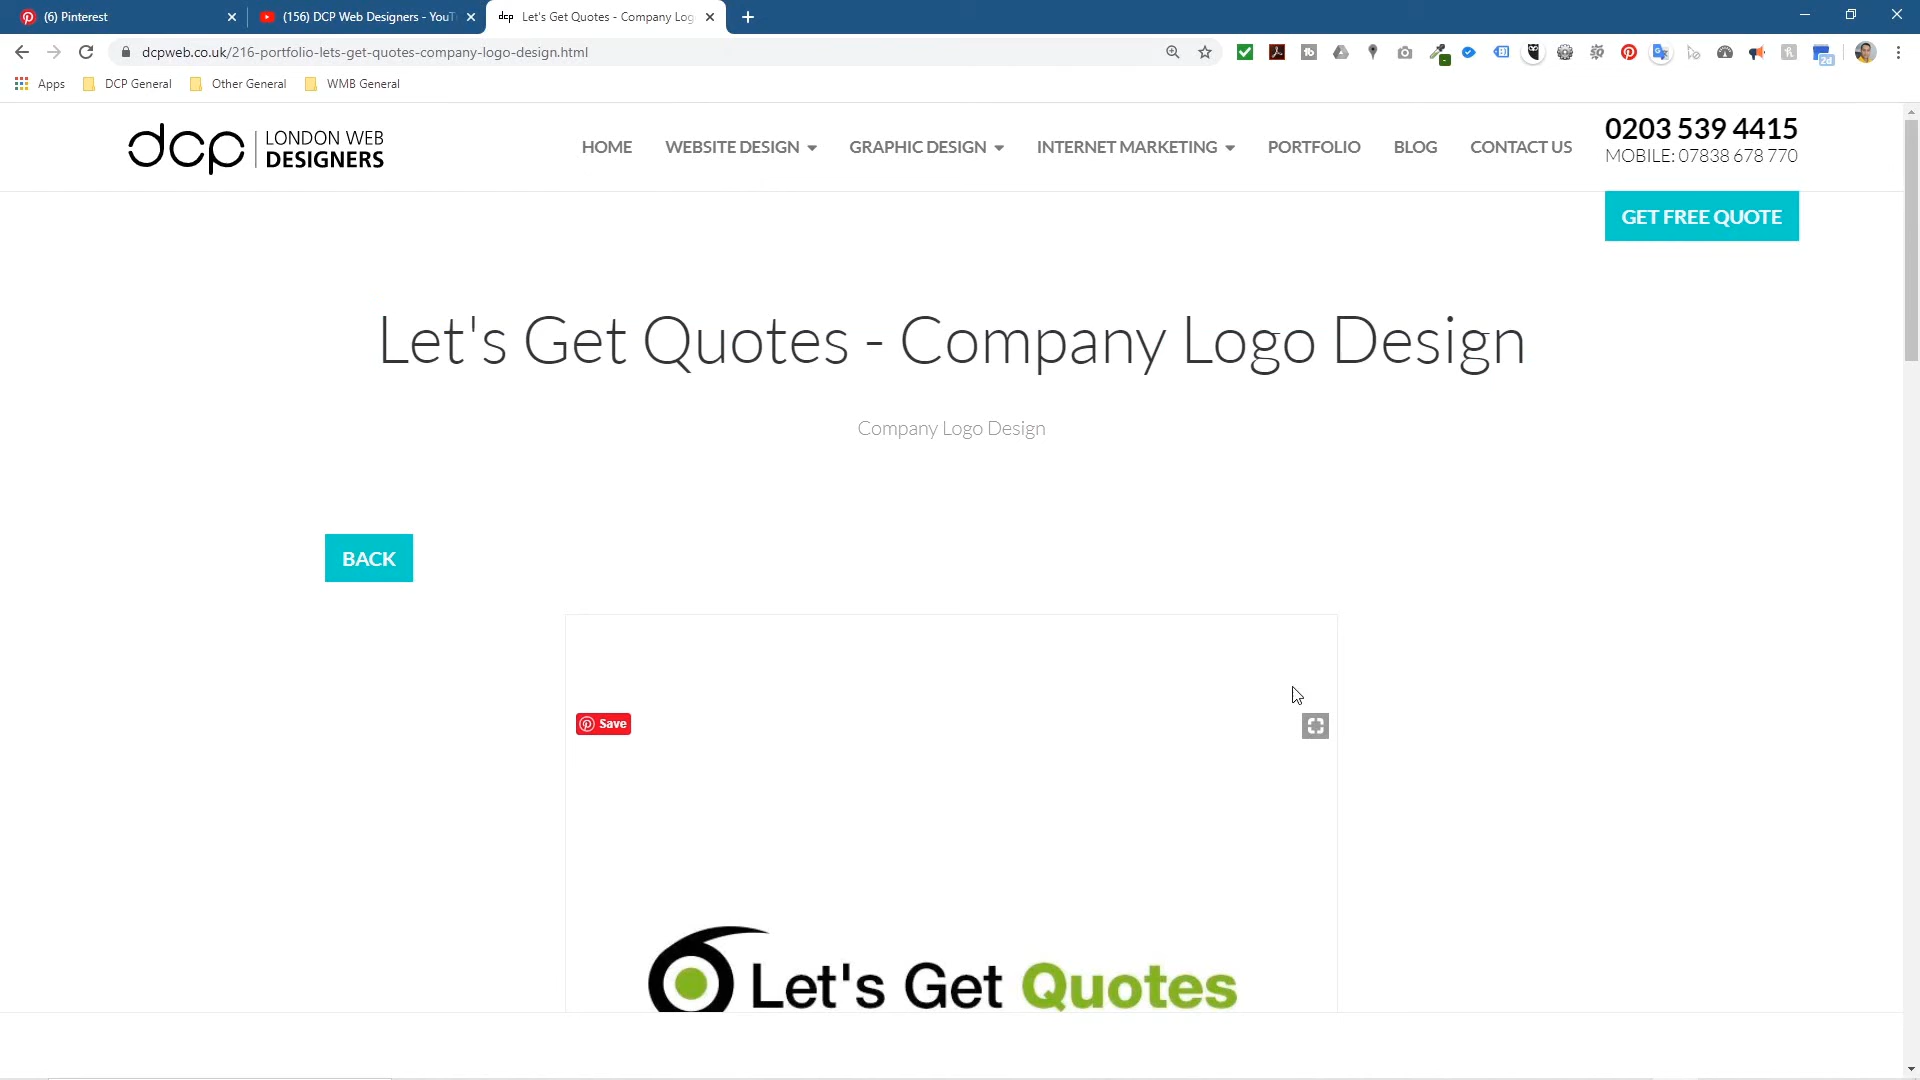 (6) Pinterest
(156) DCP Web Designers - YouT
dcp
Let's Get Quotes - Company Log
dcpweb.co.uk/216-portfolio-lets-get-quotes-company-logo-design.html
2d
Apps
DCP General
Other General
WMB General
dcp
LONDON WEB
DESIGNERS
HOME
WEBSITE DESIGN
GRAPHIC DESIGN
INTERNET MARKETING
PORTFOLIO
BLOG
CONTACT US
0203 539 4415
MOBILE: 07838 678 770
GET FREE QUOTE
Let's Get Quotes - Company Logo Design
Company Logo Design
BACK
Save
Let's Get Quotes